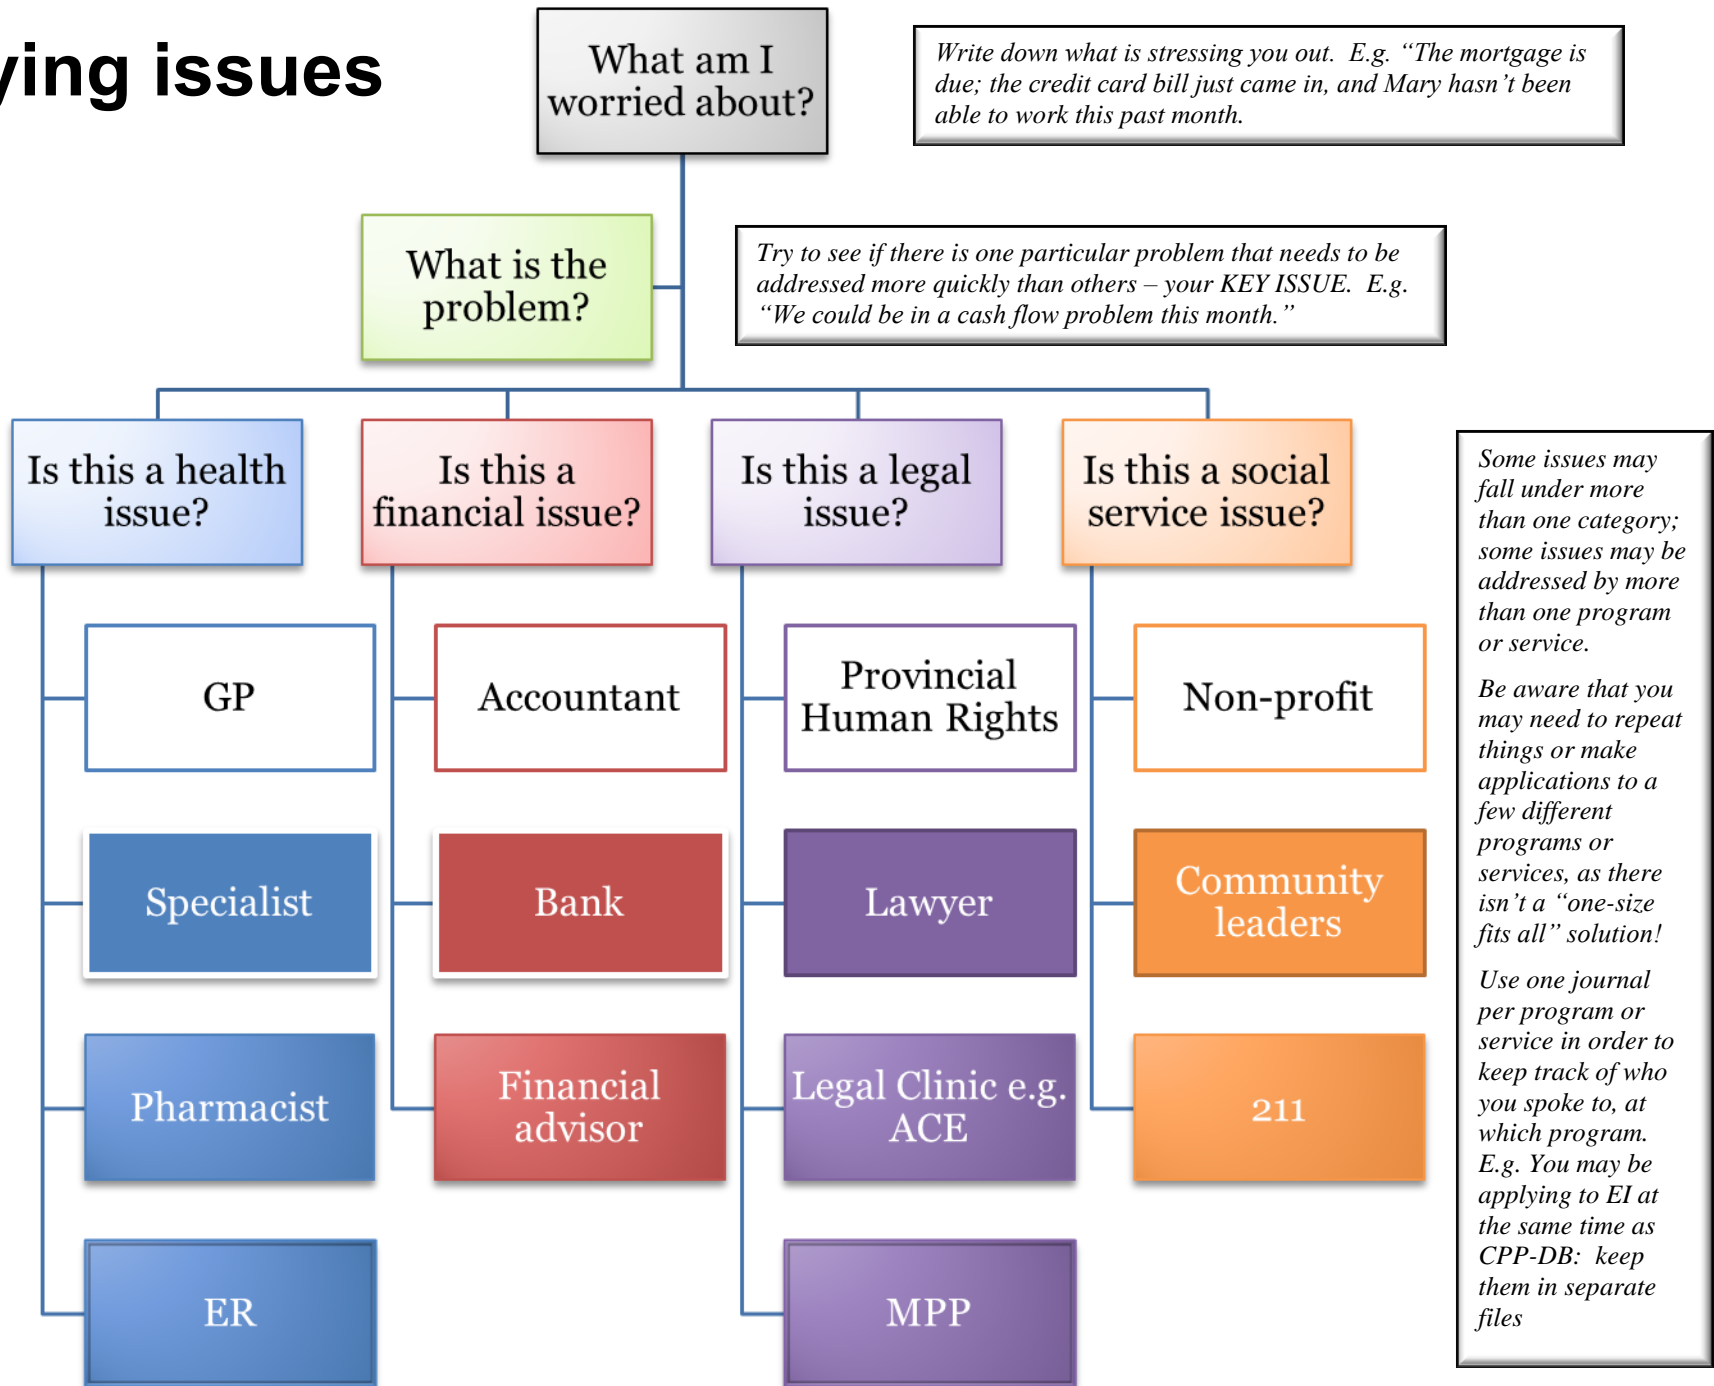 ying issues
What am I
worried about?
Write down what is stressing you out.  E.g. “The mortgage is
due; the credit card bill just came in, and Mary hasn’t been
able to work this past month.
What is the
problem?
Try to see if there is one particular problem that needs to be
addressed more quickly than others – your KEY ISSUE.  E.g.
“We could be in a cash flow problem this month.”
Is this a health
issue?
Is this a
financial issue?
Is this a legal
issue?
Is this a social
service issue?
GP
Accountant
Provincial
Human Rights
Non-profit
Specialist
Bank
Lawyer
Community
leaders
Pharmacist
Financial
advisor
Legal Clinic e.g.
ACE
211
ER
MPP
Some issues may
fall under more
than one category;
some issues may be
addressed by more
than one program
or service.
Be aware that you
may need to repeat
things or make
applications to a
few different
programs or
services, as there
isn’t a “one-size
fits all” solution!
Use one journal
per program or
service in order to
keep track of who
you spoke to, at
which program.
E.g. You may be
applying to EI at
the same time as
CPP-DB:  keep
them in separate
files